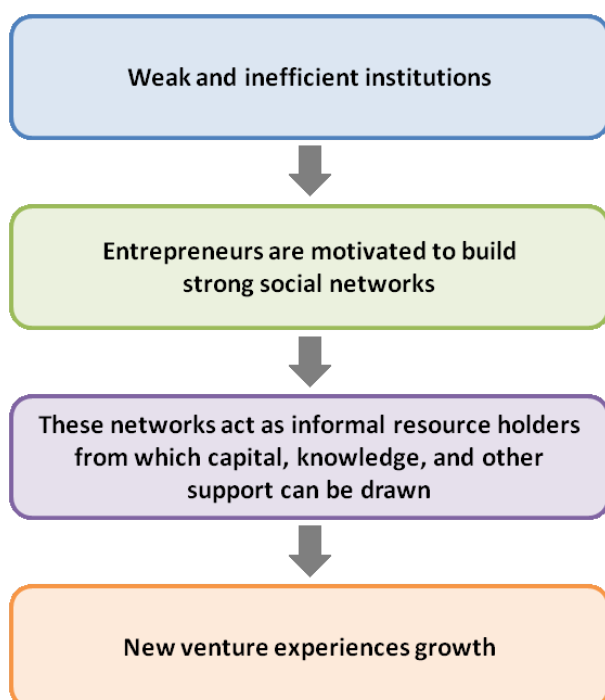 Weak and inefficient institutions
Entrepreneurs are motivated to build
strong social networks
These networks act as informal resource holders
from which capital, knowledge, and other
support can be drawn
New venture experiences growth